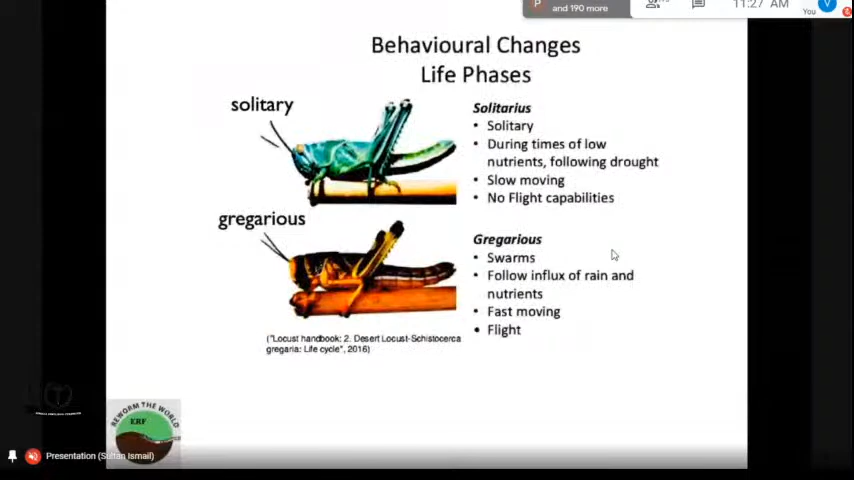 P
and 190 more
11:27 AM
You
V
Behavioural Changes
Life Phases
solitary
Solitarius
• Solitary
• During times of low
nutrients, following drought
• Slow moving
• No Flight capabilities
gregarious
Gregarious
• Swarms
• Follow influx of rain and
nutrients
• Fast moving
• Flight
("Locust handbook: 2. Desert Locust-Schistocerca
gregaria: Life cycle", 2016)
REWORM THE WORLD
ERF
Presentation (Sultan Ismail)